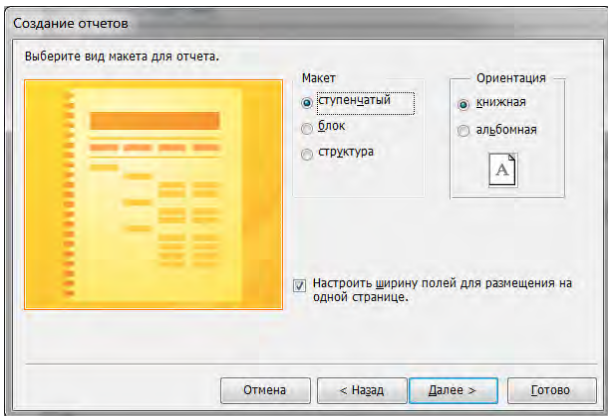 Создание отчетов
Выберите вид макета для отчета.
Макет
ступенчатый
блок
структура
Ориентация
книжная
альбомная
A
Настроить ширину полей для размещения на
одной странице.
Отмена
< Назад
Далее >
Готово